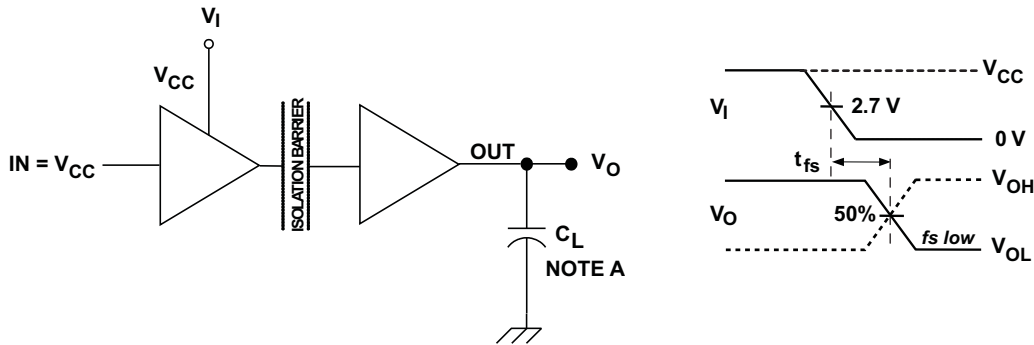 VI
VCC
IN = VCC
ISOLATION BARRIER
OUT
VO
CL
NOTE A
VCC
VI
2.7 V
0 V
tfs
VOH
VO
50%
fs low
VOL